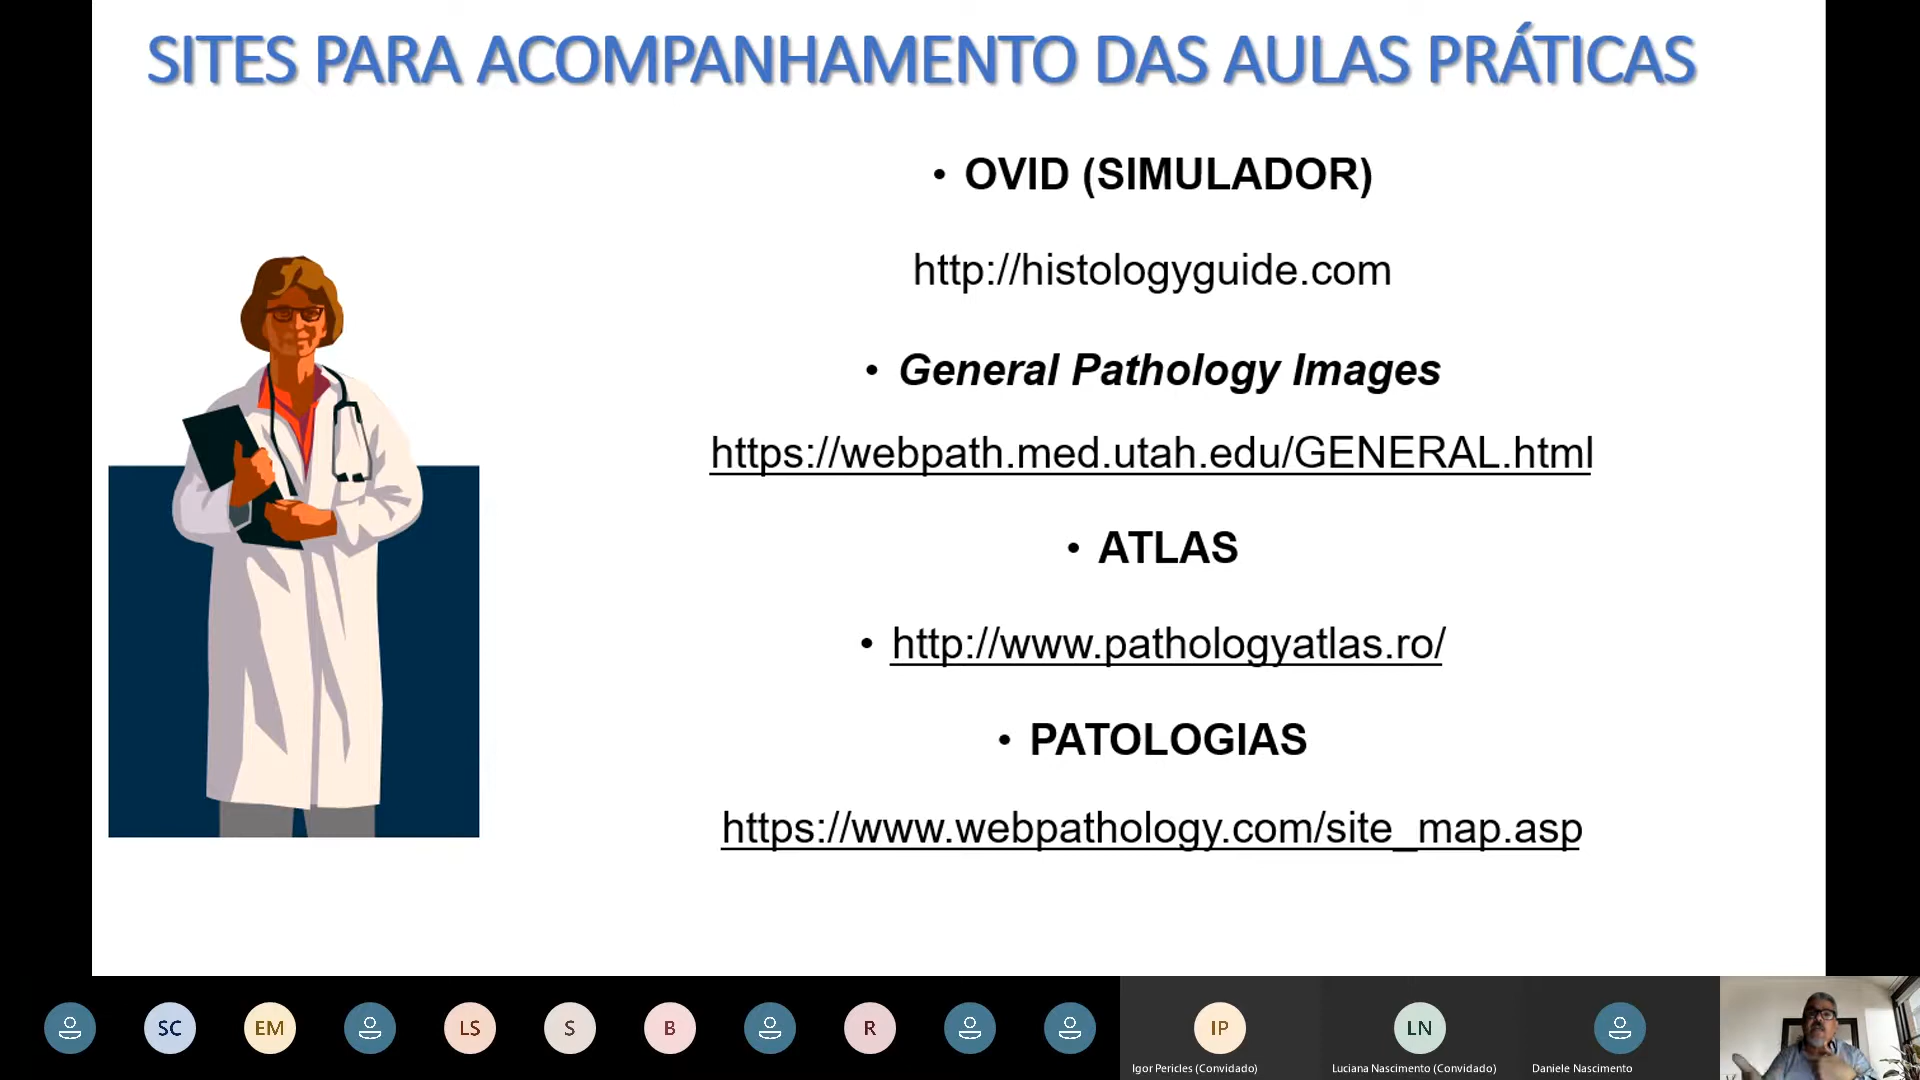 SITES PARA ACOMPANHAMENTO DAS AULAS PRÁTICAS
• OVID (SIMULADOR)
http://histologyguide.com
• General Pathology Images
https://webpath.med.utah.edu/GENERAL.html
• ATLAS
• http://www.pathologyatlas.ro/
• PATOLOGIAS
https://www.webpathology.com/site_map.asp
SC
EM
LS
S
B
R
IP
LN
Igor Pericles (Convidado)
Luciana Nascimento (Convidado)
Daniele Nascimento